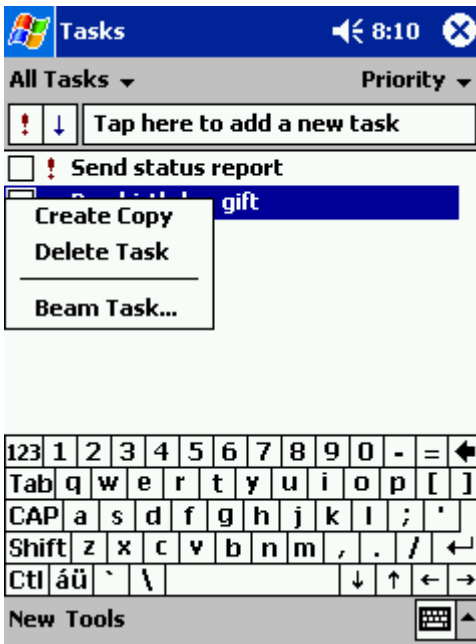 Tasks 8:10
All Tasks Priority
! ↓ Tap here to add a new task
! Send status report
gift
Create Copy
Delete Task
Beam Task...
123 1 2 3 4 5 6 7 8 9 0 - =
Tab q w e r t y u i o p [ ]
CAP a s d f g h j k l ; '
Shift z x c v b n m , . / ↵
Ctl áü ` \ ↓ ↑ ← →
New Tools